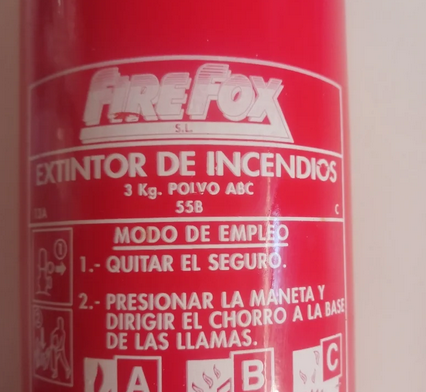 FIREFOX
S.L.
EXTINTOR DE INCENDIOS
3 Kg. POLVO ABC
55B
C
MODO DE EMPLEO
1
1.- QUITAR EL SEGURO.
2.- PRESIONAR LA MANETA Y
DIRIGIR EL CHORRO A LA BASE
DE LAS LLAMAS.
A B C